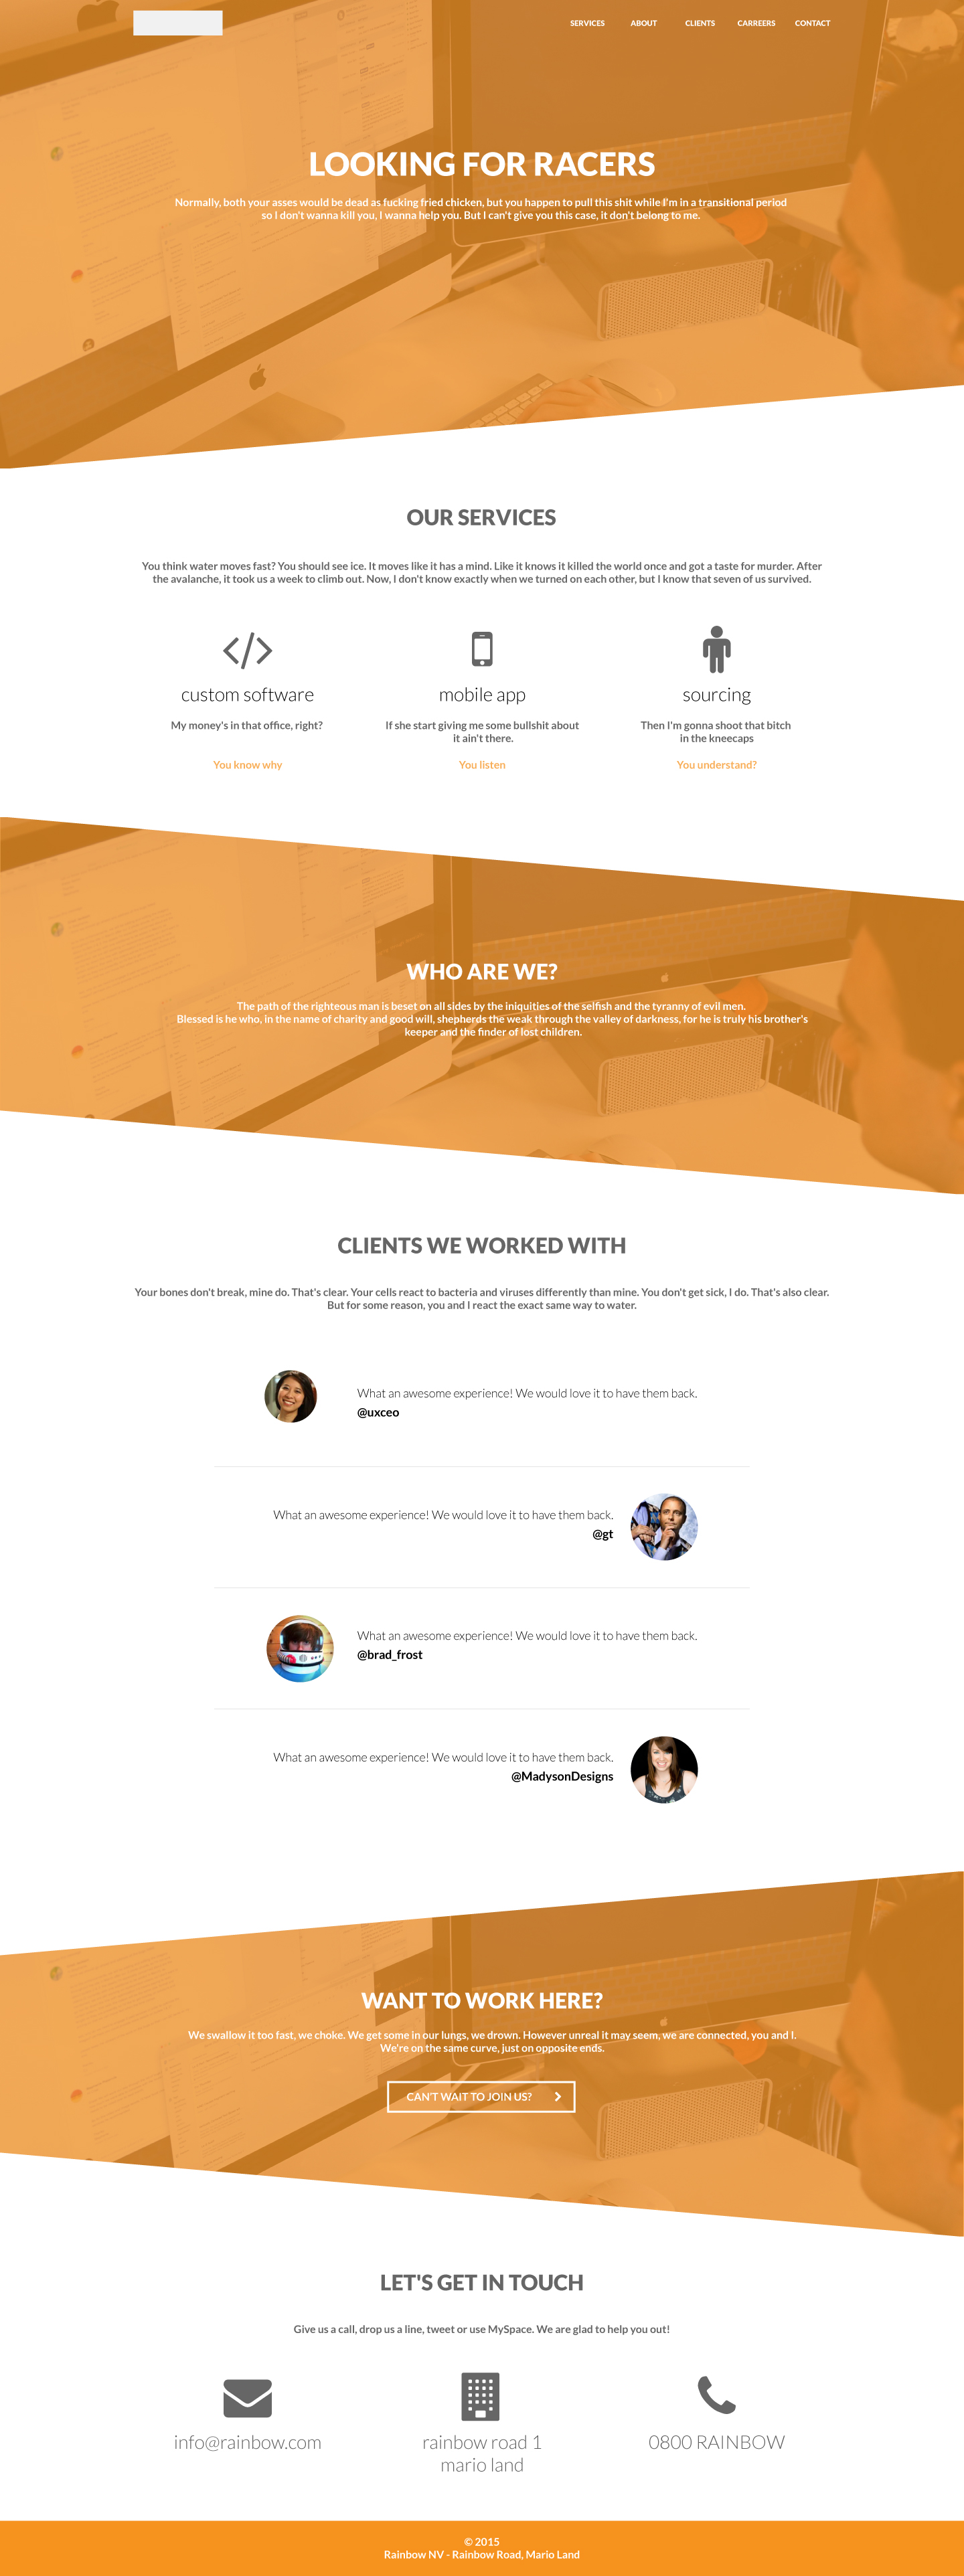 SERVICES ABOUT CLIENTS CARREERS CONTACT
LOOKING FOR RACERS
Normally, both your asses would be dead as fucking fried chicken, but you happen to pull this shit while I'm in a transitional period
so I don't wanna kill you, I wanna help you. But I can't give you this case, it don't belong to me.
OUR SERVICES
You think water moves fast? You should see ice. It moves like it has a mind. Like it knows it killed the world once and got a taste for murder. After
the avalanche, it took us a week to climb out. Now, I don't know exactly when we turned on each other, but I know that seven of us survived.
custom software
My money's in that office, right?
You know why
mobile app
If she start giving me some bullshit about
it ain't there.
You listen
sourcing
Then I'm gonna shoot that bitch
in the kneecaps
You understand?
WHO ARE WE?
The path of the righteous man is beset on all sides by the iniquities of the selfish and the tyranny of evil men.
Blessed is he who, in the name of charity and good will, shepherds the weak through the valley of darkness, for he is truly his brother's
keeper and the finder of lost children.
CLIENTS WE WORKED WITH
Your bones don't break, mine do. That's clear. Your cells react to bacteria and viruses differently than mine. You don't get sick, I do. That's also clear.
But for some reason, you and I react the exact same way to water.
What an awesome experience! We would love it to have them back.
@uxceo
What an awesome experience! We would love it to have them back.
@gt
What an awesome experience! We would love it to have them back.
@brad_frost
What an awesome experience! We would love it to have them back.
@MadysonDesigns
WANT TO WORK HERE?
We swallow it too fast, we choke. We get some in our lungs, we drown. However unreal it may seem, we are connected, you and I.
We're on the same curve, just on opposite ends.
CAN'T WAIT TO JOIN US?
LET'S GET IN TOUCH
Give us a call, drop us a line, tweet or use MySpace. We are glad to help you out!
info@rainbow.com
rainbow road 1
mario land
0800 RAINBOW
© 2015
Rainbow NV - Rainbow Road, Mario Land